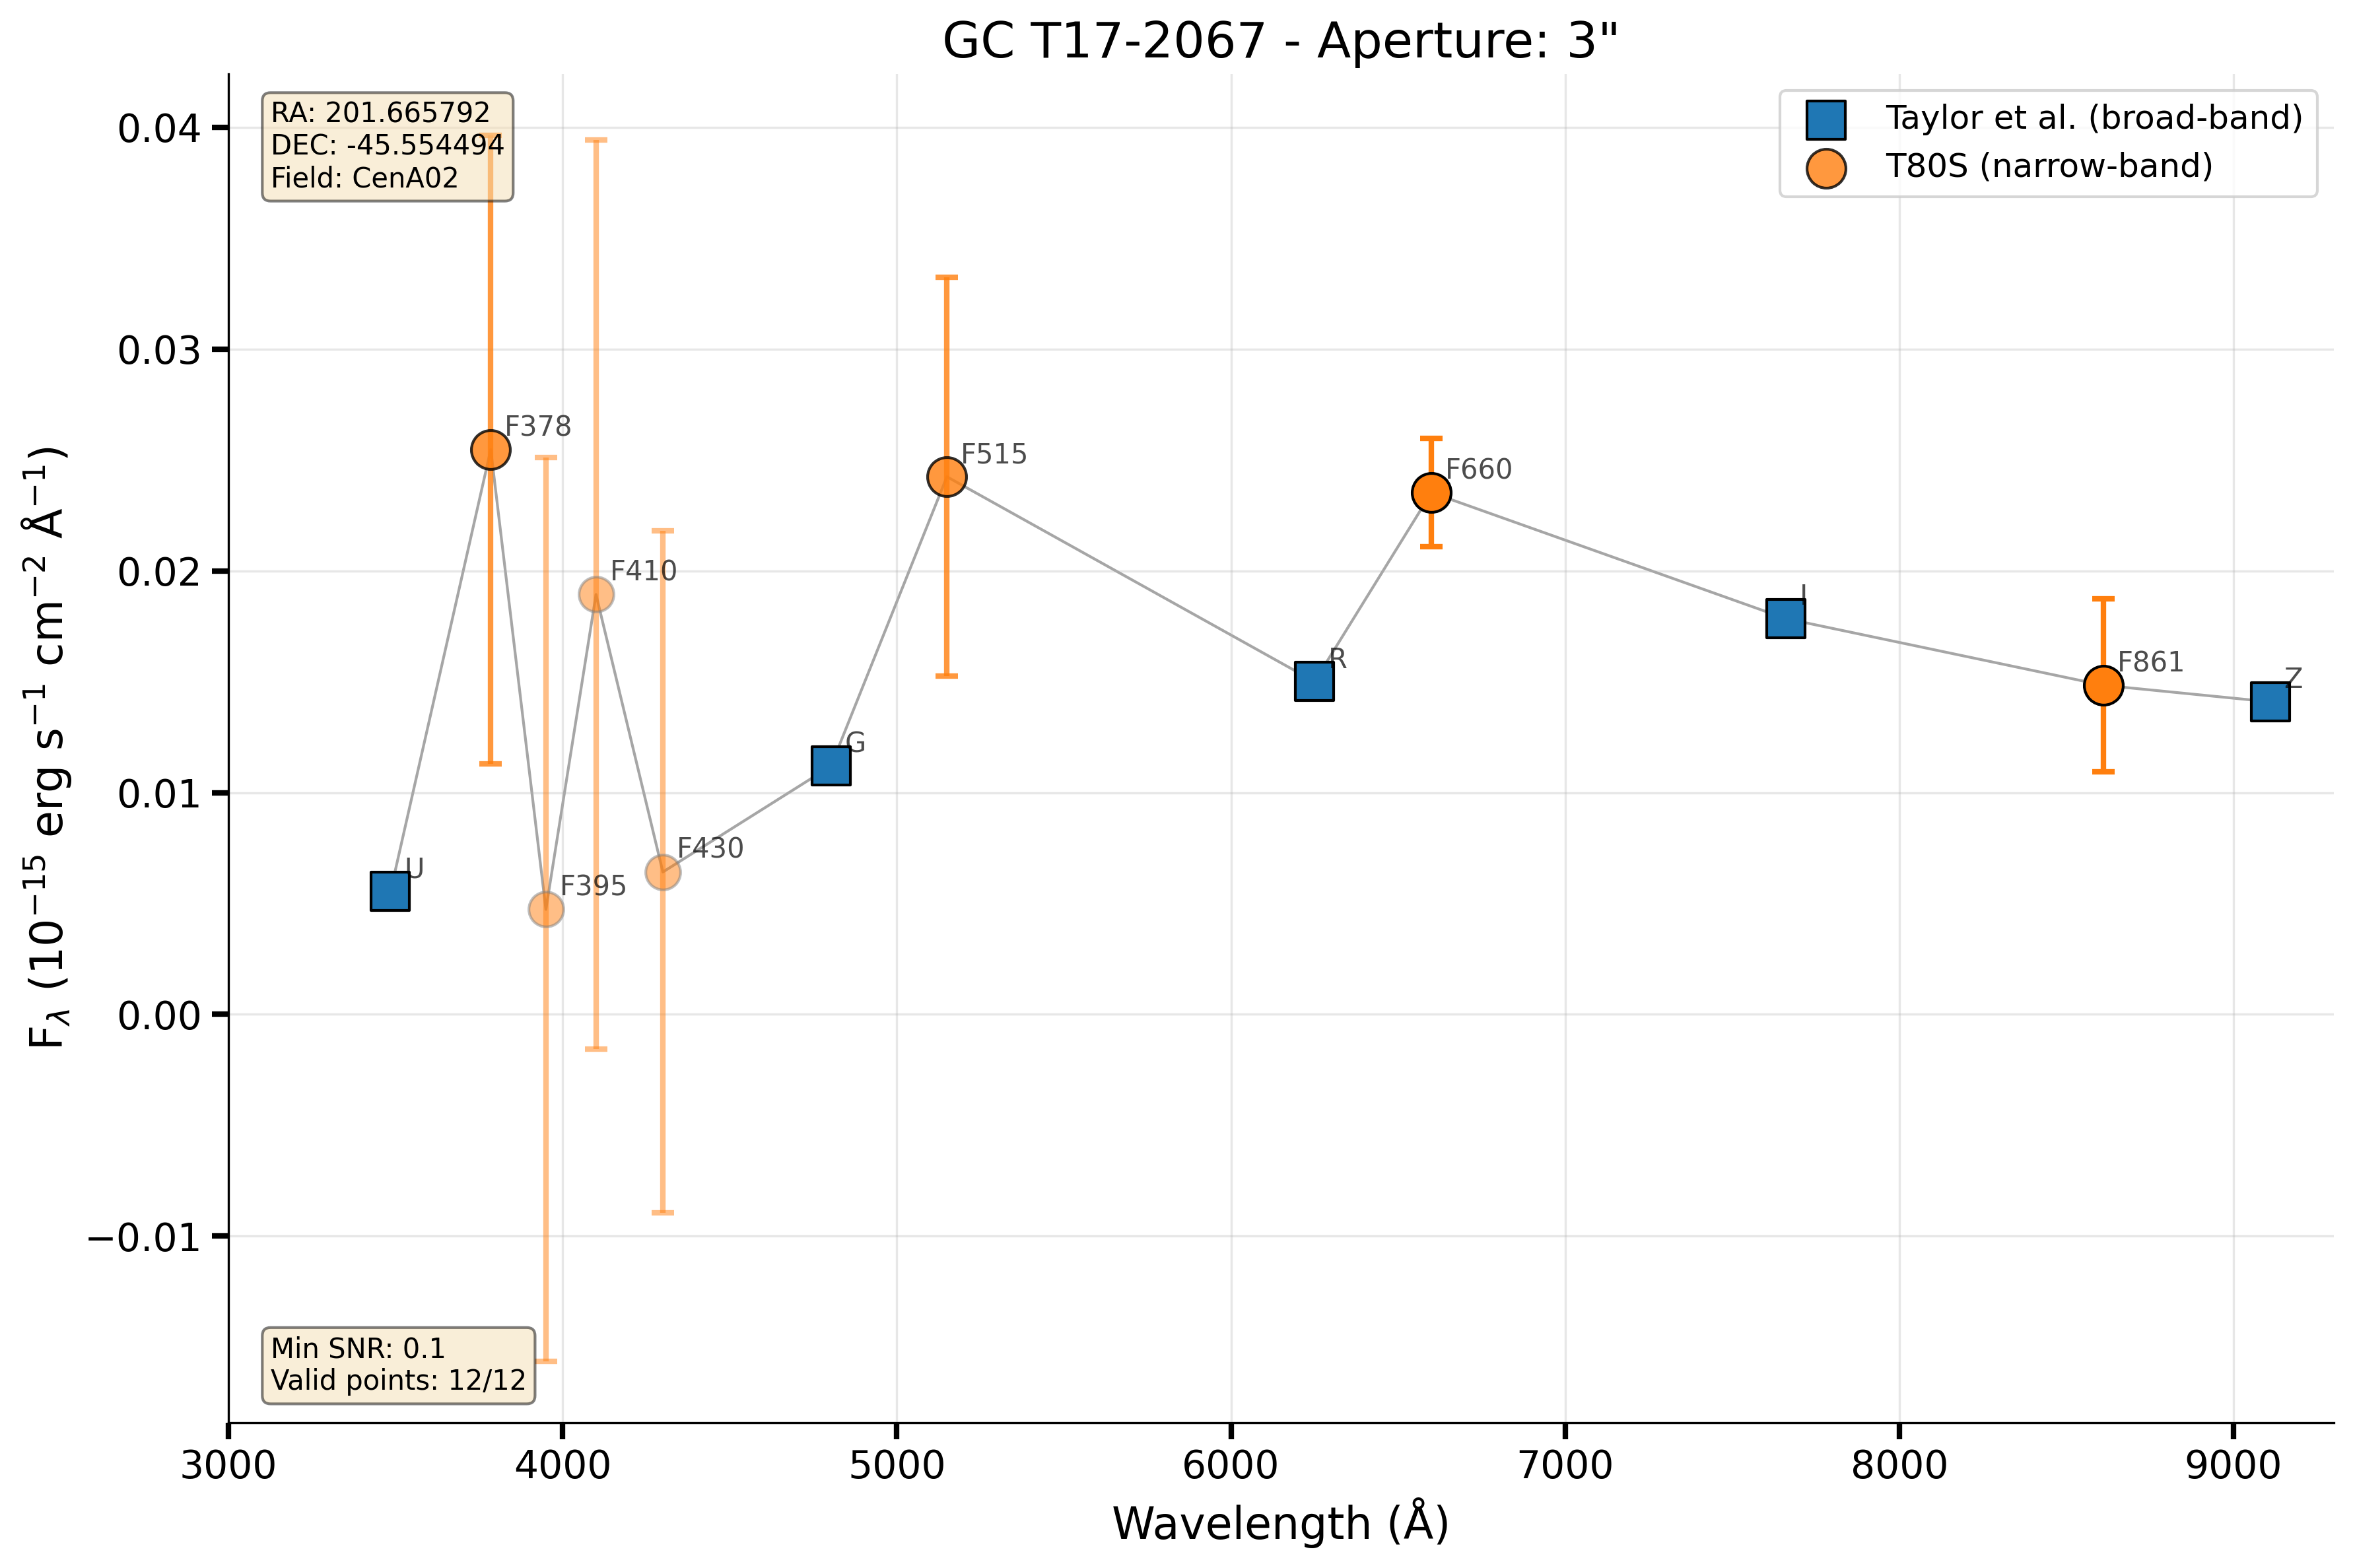 GC T17-2067 - Aperture: 3"
RA: 201.665792
DEC: -45.554494
Field: CenA02
Taylor et al. (broad-band)
T80S (narrow-band)
F_λ (10⁻¹⁵ erg s⁻¹ cm⁻² Å⁻¹)
0.04
0.03
0.02
0.01
0.00
−0.01
U
F378
F395
F410
F430
G
F515
R
F660
I
F861
Z
Min SNR: 0.1
Valid points: 12/12
3000 4000 5000 6000 7000 8000 9000
Wavelength (Å)